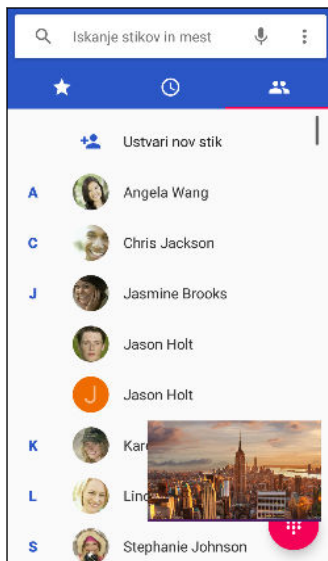 Iskanje stikov in mest
Ustvari nov stik
A Angela Wang
C Chris Jackson
J Jasmine Brooks
Jason Holt
J Jason Holt
K
L
S Stephanie Johnson